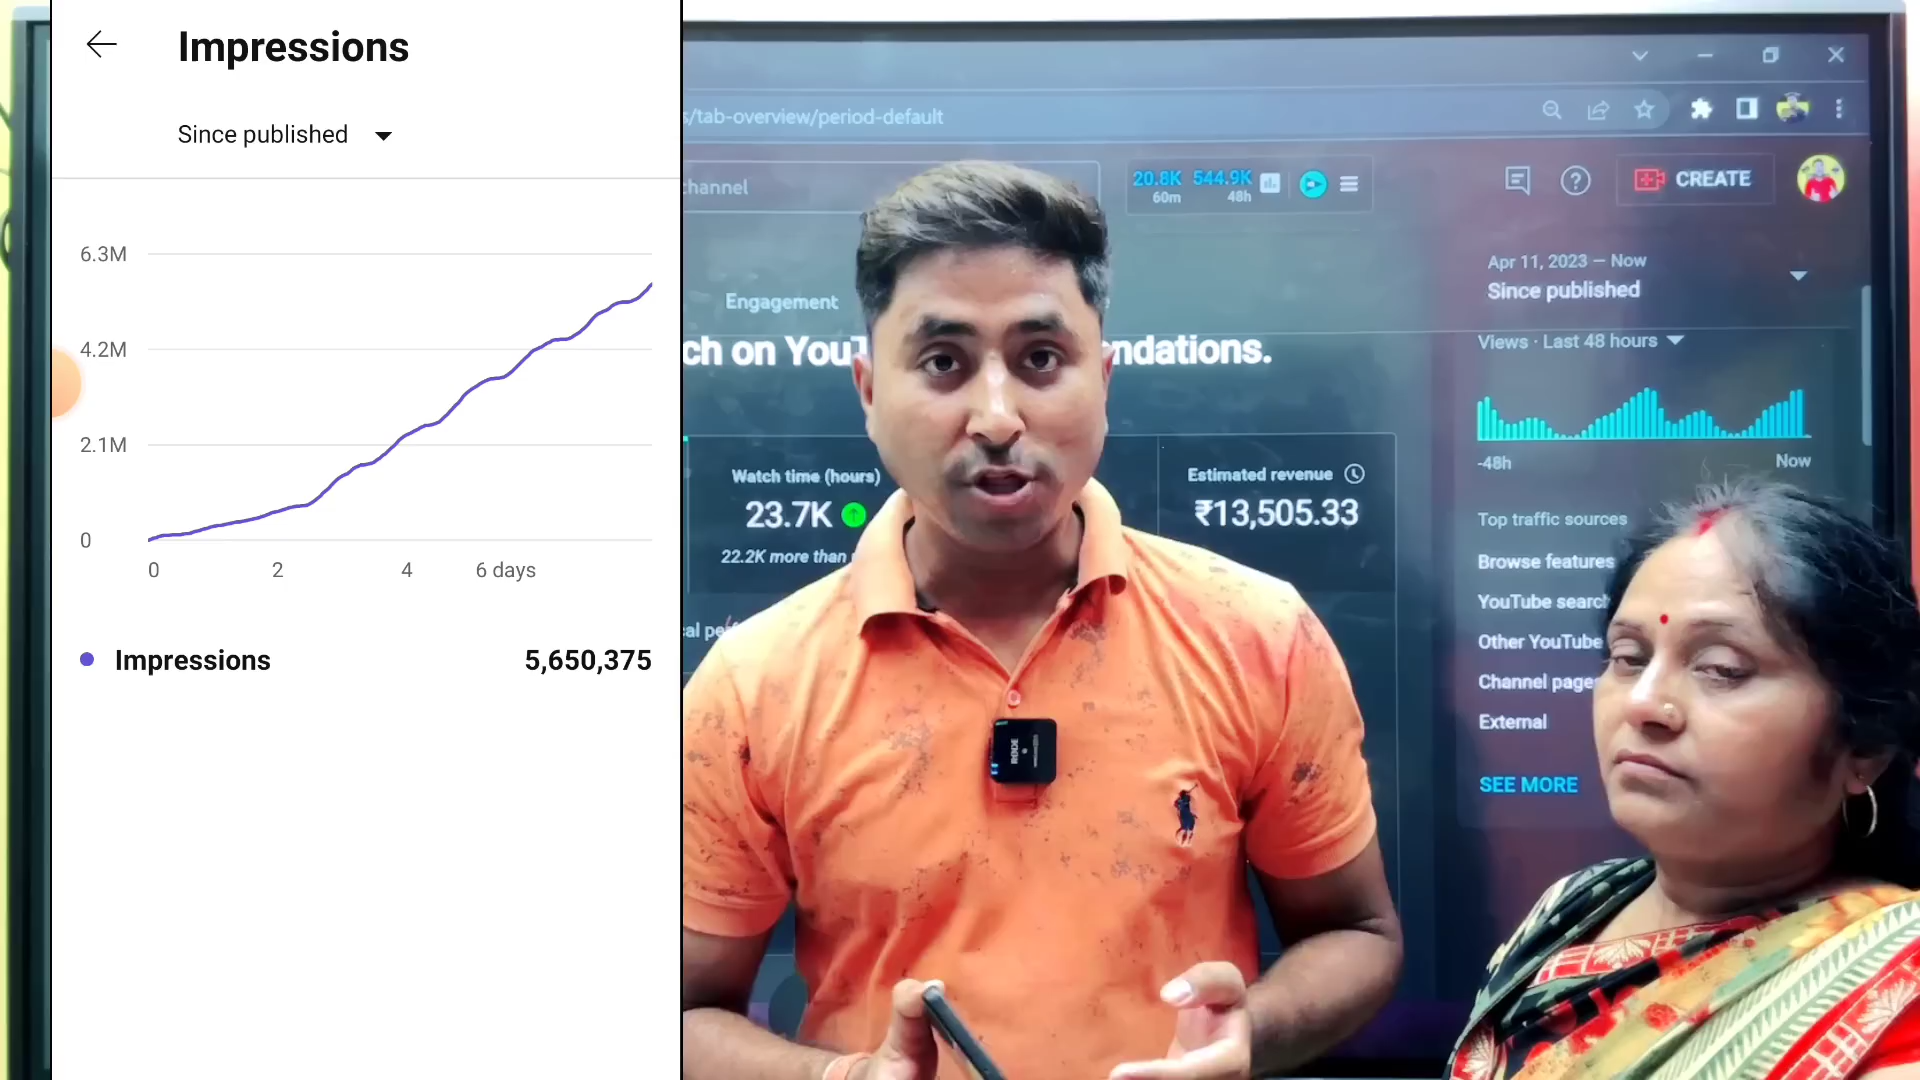 Impressions
Since published
6.3M
4.2M
2.1M
0
0 2 4 6 days
Impressions 5,650,375
s/tab-overview/period-default
channel
20.8K 544.9K
60m 48h
CREATE
Apr 11, 2023 – Now
Since published
Engagement
Views · Last 48 hours
ch on You ndations.
-48h Now
Watch time (hours)
23.7K
22.2K more than
Estimated revenue
₹13,505.33
Top traffic sources
Browse features
YouTube search
Other YouTube
Channel pages
External
SEE MORE
RØDE